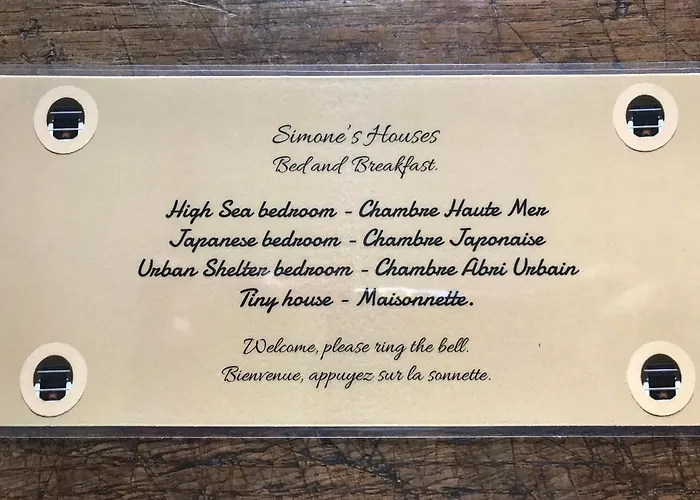 Simone's Houses
Bed and Breakfast.
High Sea bedroom - Chambre Haute Mer
Japanese bedroom - Chambre Japonaise
Urban Shelter bedroom - Chambre Abri Urbain
Tiny house - Maisonnette.
Welcome, please ring the bell.
Bienvenue, appuyez sur la sonnette.